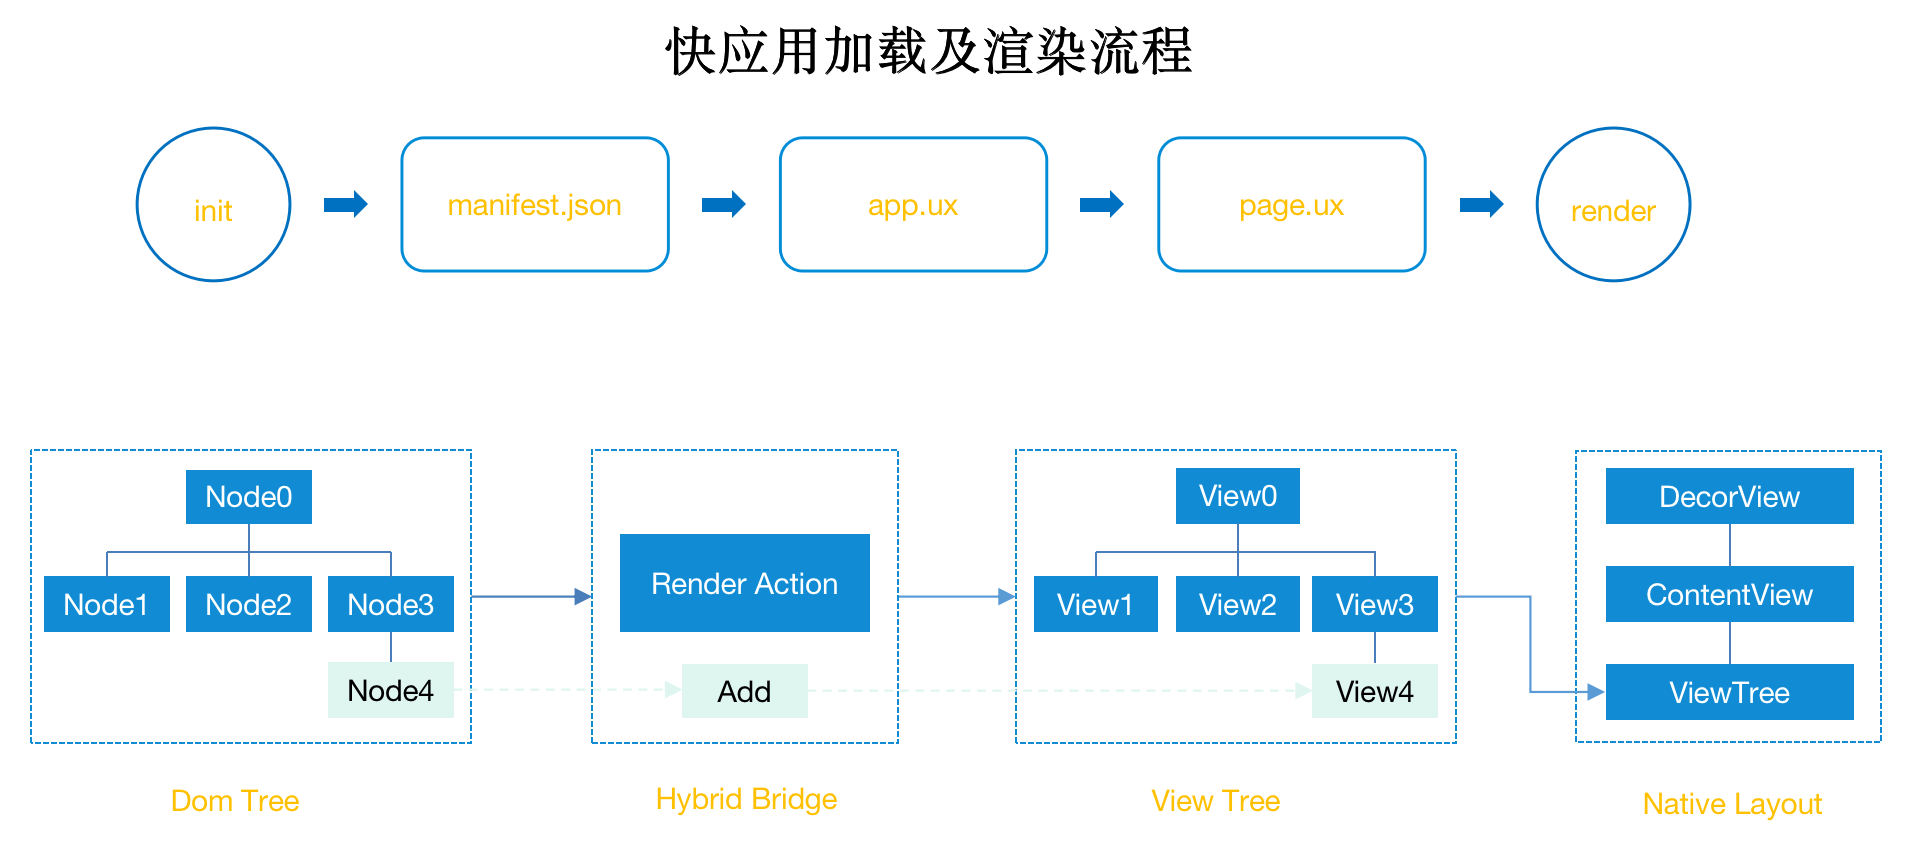 快应用加载及渲染流程
init
manifest.json
app.ux
page.ux
render
Node0
Node1
Node2
Node3
Node4
Dom Tree
Render Action
Add
Hybrid Bridge
View0
View1
View2
View3
View4
View Tree
DecorView
ContentView
ViewTree
Native Layout